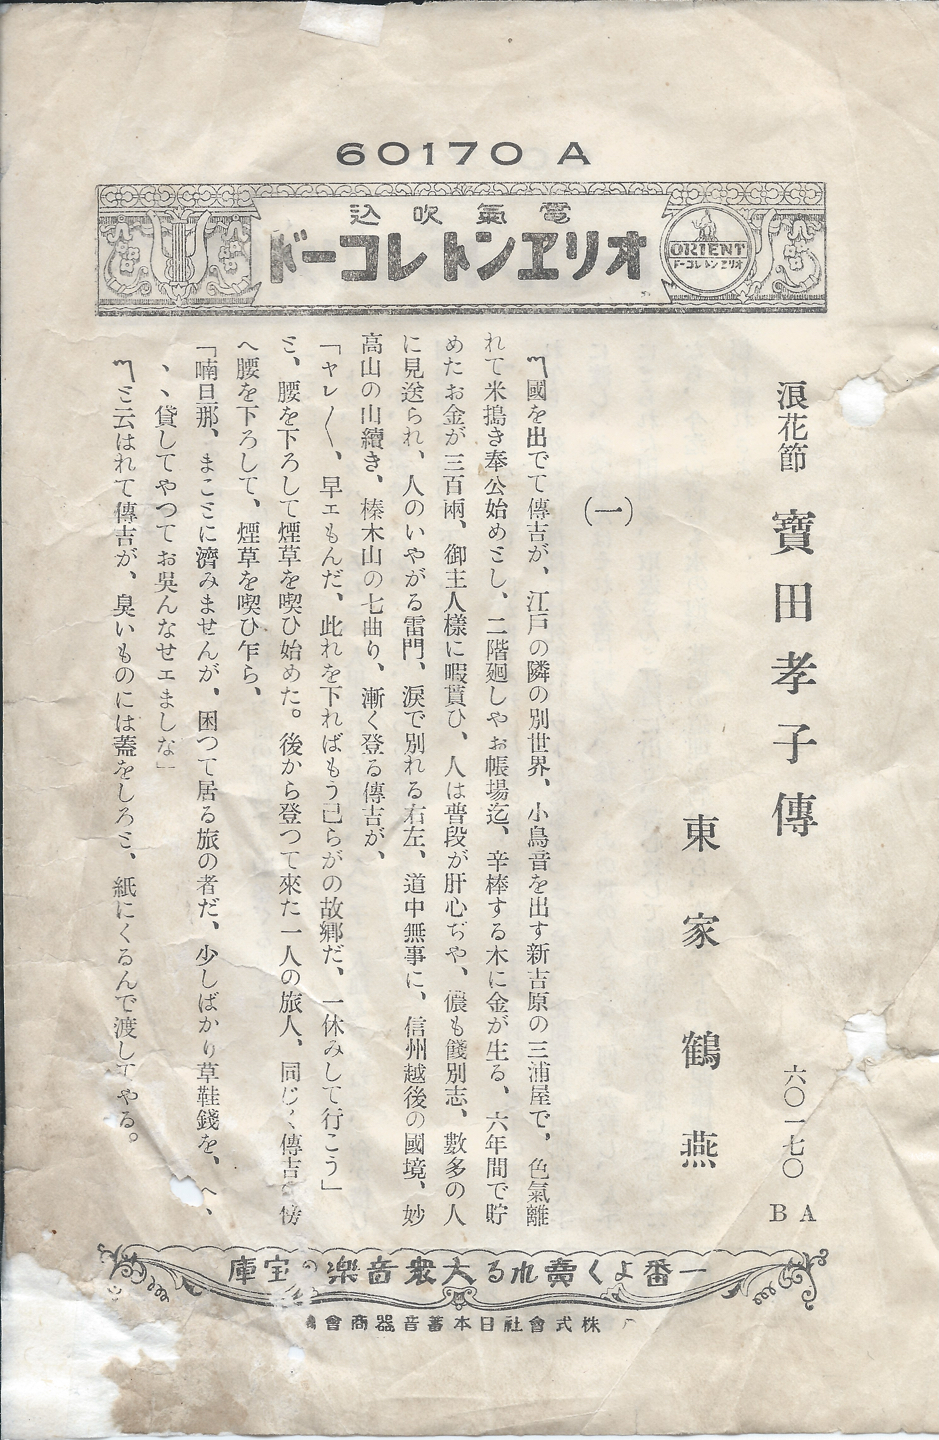 60170 A
電氣吹込
オリエントレコード
ORIENT
オリエントレコード
浪花節 寳田孝子傳 六〇一七〇 A B
東家鶴燕
(一)
〽國を出でて傳吉が、江戸の隣の別世界、小鳥音を出す新吉原の三浦屋で、色氣離
れて米搗き奉公始めとし、二階廻しやお帳場迄、辛棒する木に金が生る、六年間で貯
めたお金が三百兩、御主人樣に暇貰ひ、人は普段が肝心ぢや、儂も餞別志、數多の人
に見送られ、人のいやがる雷門、涙で別れる右左、道中無事に、信州越後の國境、妙
高山の山續き、榛木山の七曲り、漸く登る傳吉が、
「ヤレ〳〵、早エもんだ、此れを下ればもう己らがの故郷だ、一休みして行こう」
と、腰を下ろして煙草を喫ひ始めた。後から登つて來た一人の旅人、同じく傳吉の傍
へ腰を下ろして、煙草を喫ひ乍ら、
「喃旦那、まことに濟みませんが、困つて居る旅の者だ、少しばかり草鞋錢を、へ、
、、貸してやつてお呉んなせエましな」
〽と云はれて傳吉が、臭いものには蓋をしろと、紙にくるんで渡してやる。
一番よく賣れる大衆音樂の宝庫
株式會社日本蓄音器商會